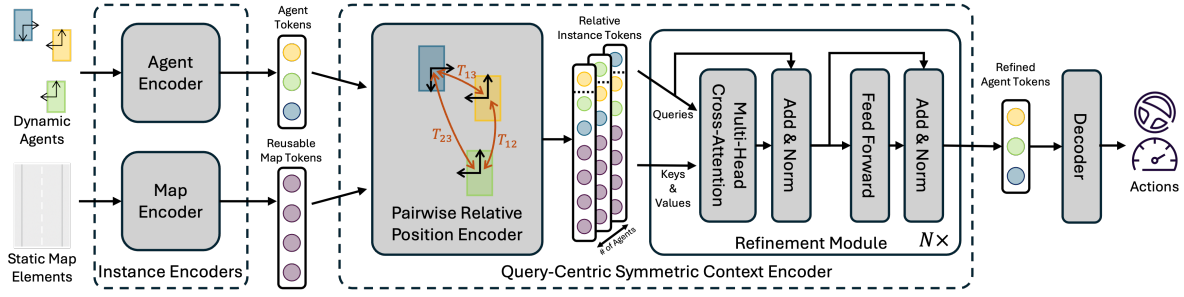 Dynamic
Agents
Static Map
Elements
Agent
Encoder
Map
Encoder
Instance Encoders
Agent
Tokens
Reusable
Map Tokens
T13
T23
T12
Pairwise Relative
Position Encoder
Relative
Instance Tokens
# of Agents
Queries
Keys
&
Values
Multi-Head
Cross-Attention
Add & Norm
Feed Forward
Add & Norm
Refinement Module
N×
Query-Centric Symmetric Context Encoder
Refined
Agent Tokens
Decoder
Actions